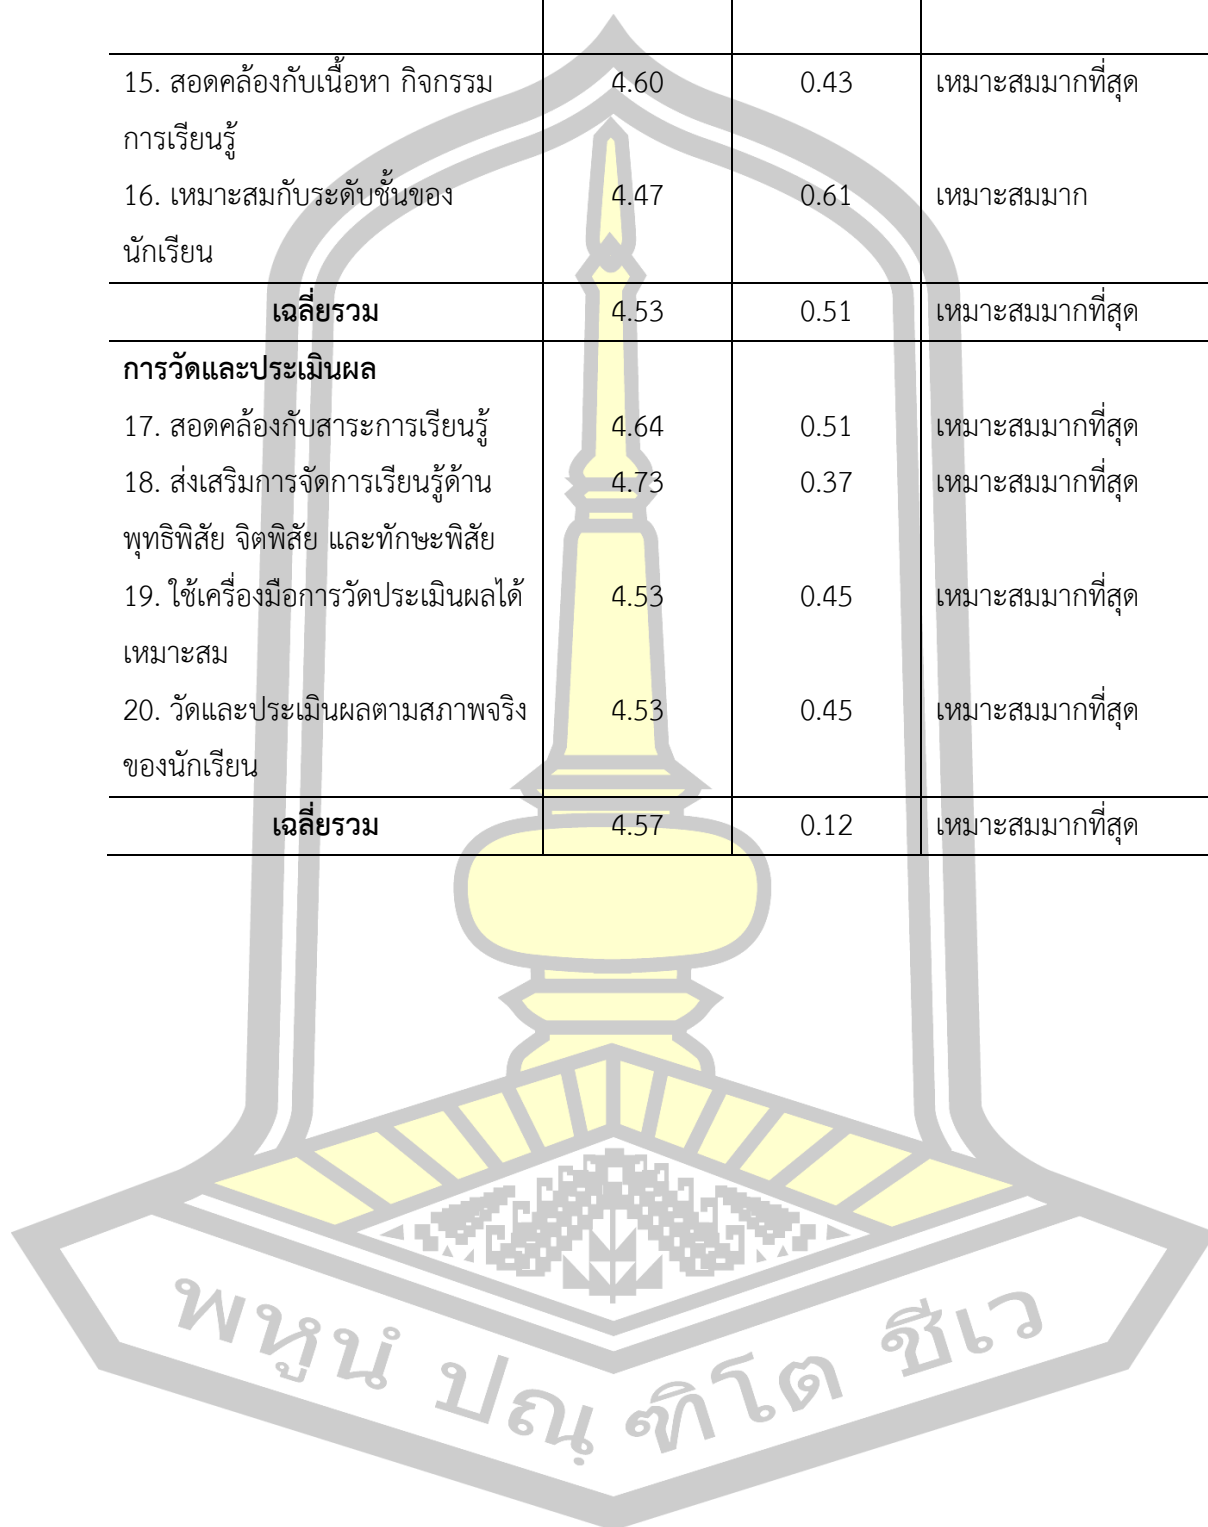 15. สอดคล้องกับเนื้อหา กิจกรรม 4.60 0.43 เหมาะสมมากที่สุด
การเรียนรู้
16. เหมาะสมกับระดับชั้นของ 4.47 0.61 เหมาะสมมาก
นักเรียน
เฉลี่ยรวม 4.53 0.51 เหมาะสมมากที่สุด
การวัดและประเมินผล
17. สอดคล้องกับสาระการเรียนรู้ 4.64 0.51 เหมาะสมมากที่สุด
18. ส่งเสริมการจัดการเรียนรู้ด้าน 4.73 0.37 เหมาะสมมากที่สุด
พุทธิพิสัย จิตพิสัย และทักษะพิสัย
19. ใช้เครื่องมือการวัดประเมินผลได้ 4.53 0.45 เหมาะสมมากที่สุด
เหมาะสม
20. วัดและประเมินผลตามสภาพจริง 4.53 0.45 เหมาะสมมากที่สุด
ของนักเรียน
เฉลี่ยรวม 4.57 0.12 เหมาะสมมากที่สุด
พหูนํ ปณฺฑิโต ชีเว